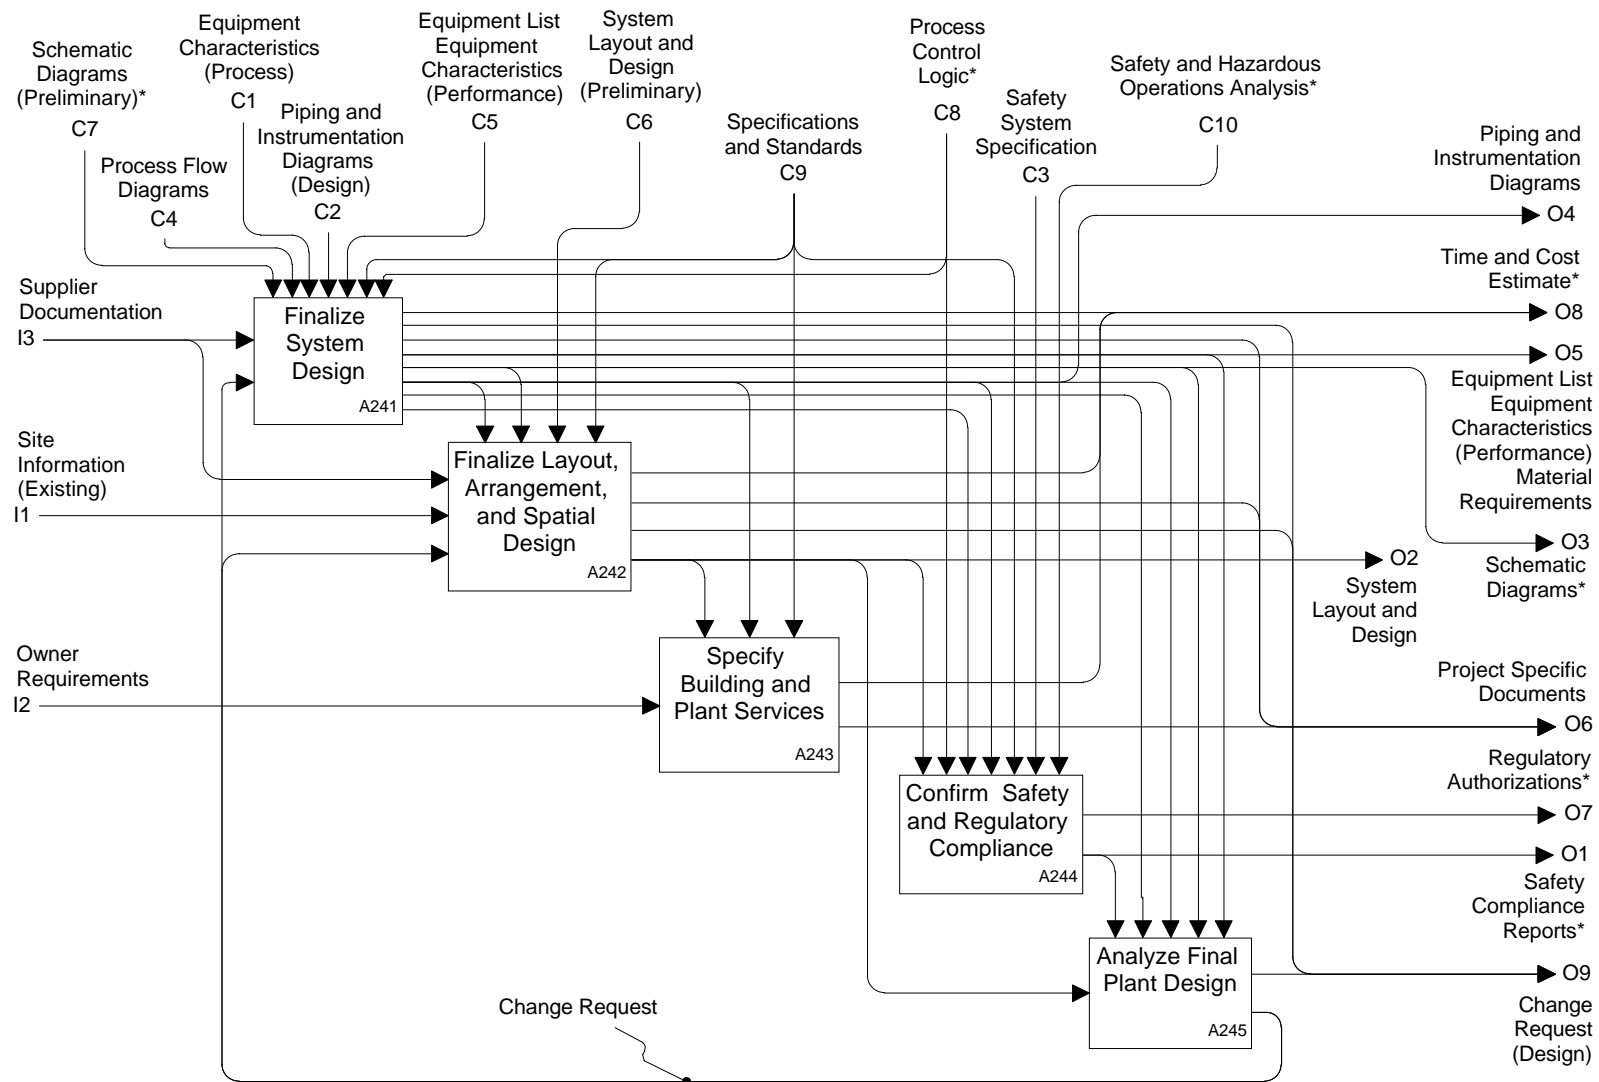 Schematic
Diagrams
(Preliminary)*
C7
Process Flow
Diagrams
C4
Equipment
Characteristics
(Process)
C1
Piping and
Instrumentation
Diagrams
(Design)
C2
Equipment List
Equipment
Characteristics
(Performance)
C5
System
Layout and
Design
(Preliminary)
C6
Specifications
and Standards
C9
Process
Control
Logic*
C8
Safety
System
Specification
C3
Safety and Hazardous
Operations Analysis*
C10
Supplier
Documentation
I3
Site
Information
(Existing)
I1
Owner
Requirements
I2
Finalize
System
Design
A241
Finalize Layout,
Arrangement,
and Spatial
Design
A242
Specify
Building and
Plant Services
A243
Confirm Safety
and Regulatory
Compliance
A244
Analyze Final
Plant Design
A245
Change Request
Piping and
Instrumentation
Diagrams
O4
Time and Cost
Estimate*
O8
O5
Equipment List
Equipment
Characteristics
(Performance)
Material
Requirements
O3
Schematic
Diagrams*
O2
System
Layout and
Design
Project Specific
Documents
O6
Regulatory
Authorizations*
O7
O1
Safety
Compliance
Reports*
O9
Change
Request
(Design)